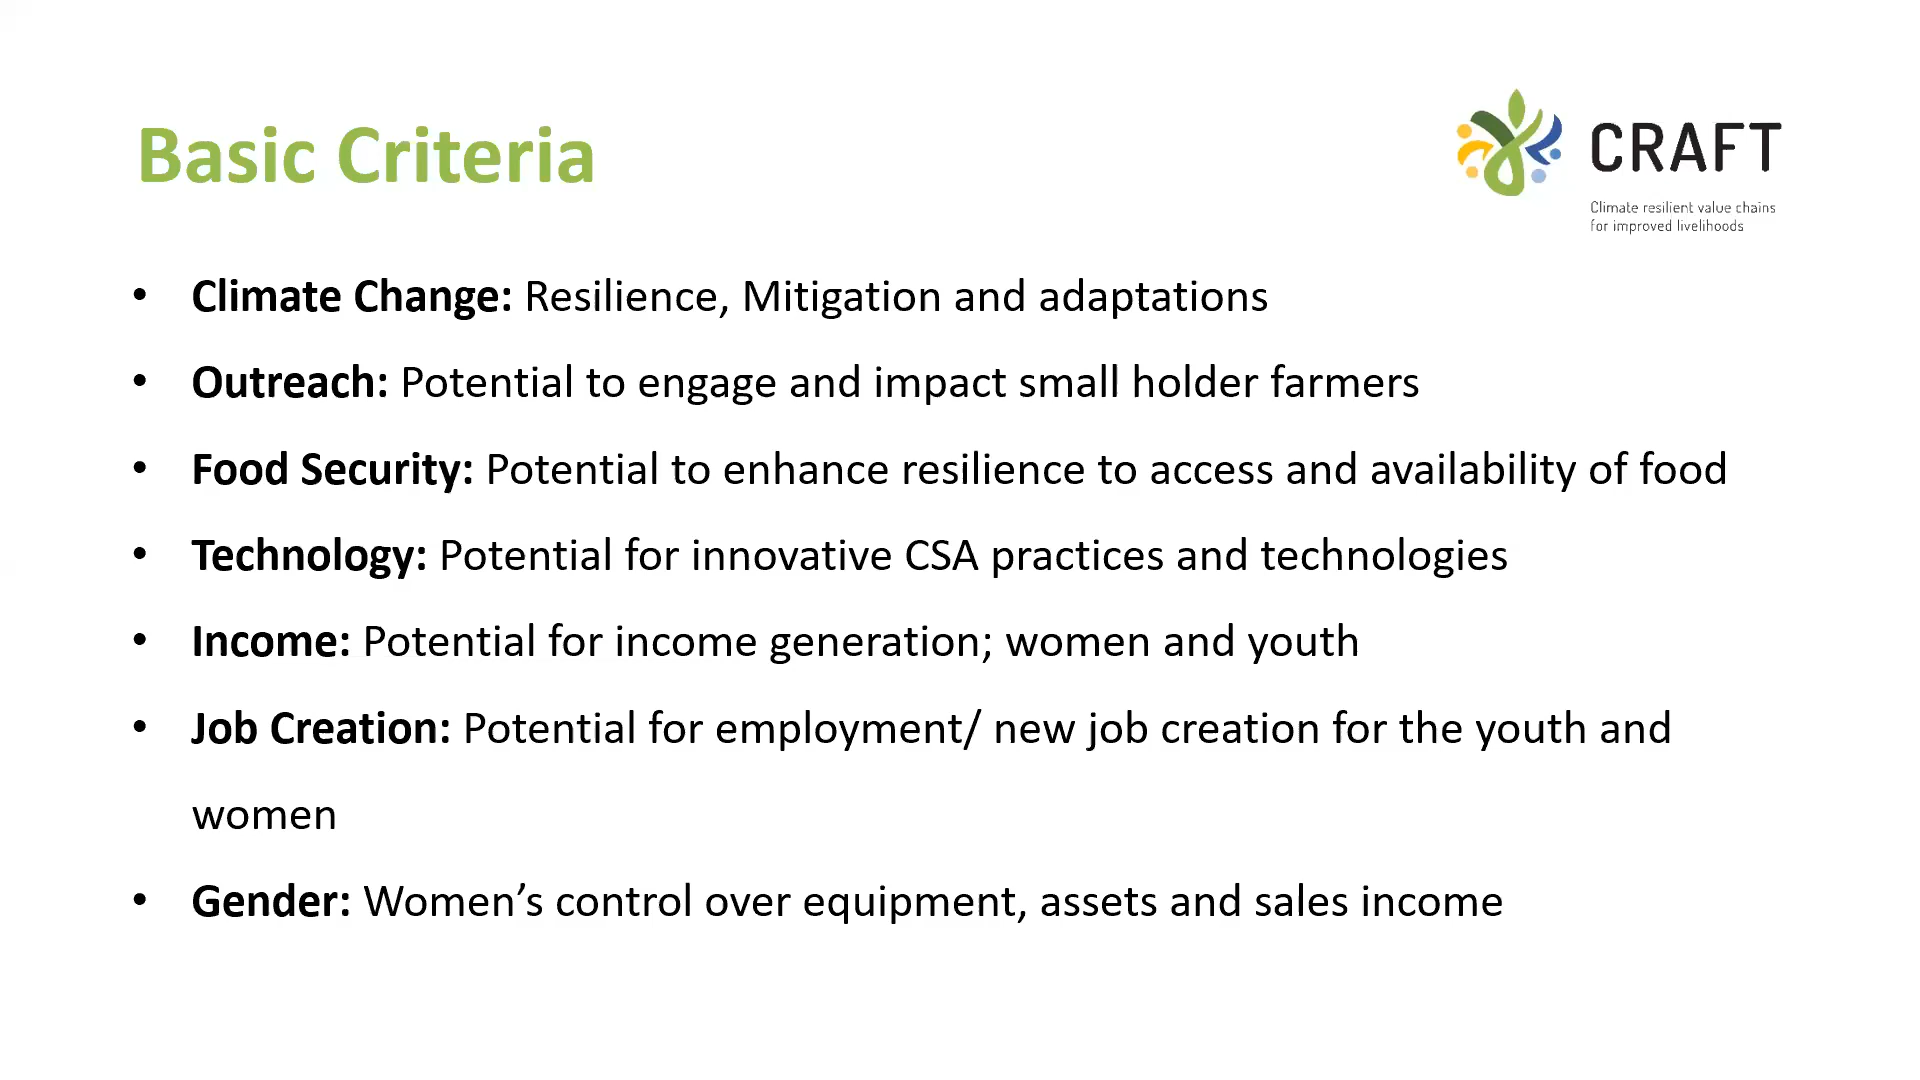 Basic Criteria
CRAFT
Climate resilient value chains
for improved livelihoods
• Climate Change: Resilience, Mitigation and adaptations
• Outreach: Potential to engage and impact small holder farmers
• Food Security: Potential to enhance resilience to access and availability of food
• Technology: Potential for innovative CSA practices and technologies
• Income: Potential for income generation; women and youth
• Job Creation: Potential for employment/ new job creation for the youth and
women
• Gender: Women’s control over equipment, assets and sales income